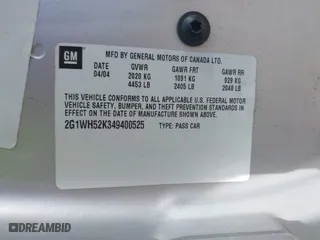 GM
MFD BY GENERAL MOTORS OF CANADA LTD.
DATE GVWR GAWR FRT GAWR RR
04/04 2020 KG 1091 KG 929 KG
4453 LB 2405 LB 2048 LB
THIS VEHICLE CONFORMS TO ALL APPLICABLE U.S. FEDERAL MOTOR
VEHICLE SAFETY, BUMPER, AND THEFT PREVENTION STANDARDS IN
EFFECT ON THE DATE OF MANUFACTURE SHOWN ABOVE.
2G1WH52K349400525 TYPE: PASS CAR
DREAMBID